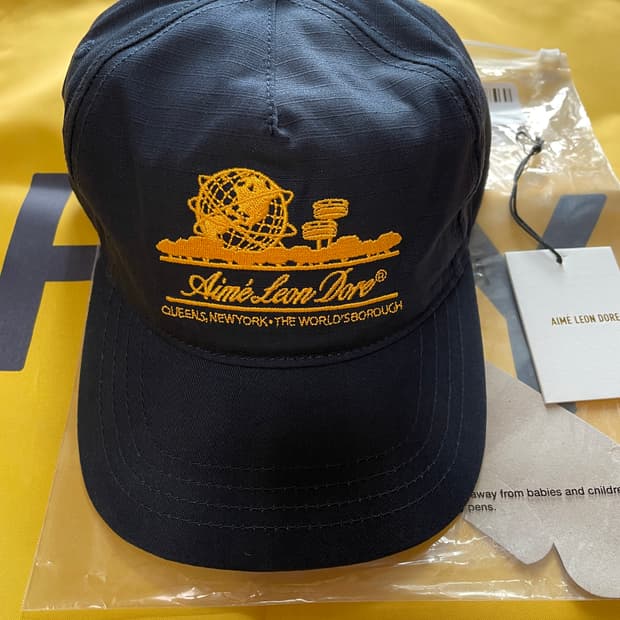 Aimé Leon Dore®
QUEENS, NEW YORK • THE WORLD'S BOROUGH
AIMÉ LEON DORE
away from babies and childre
pens.